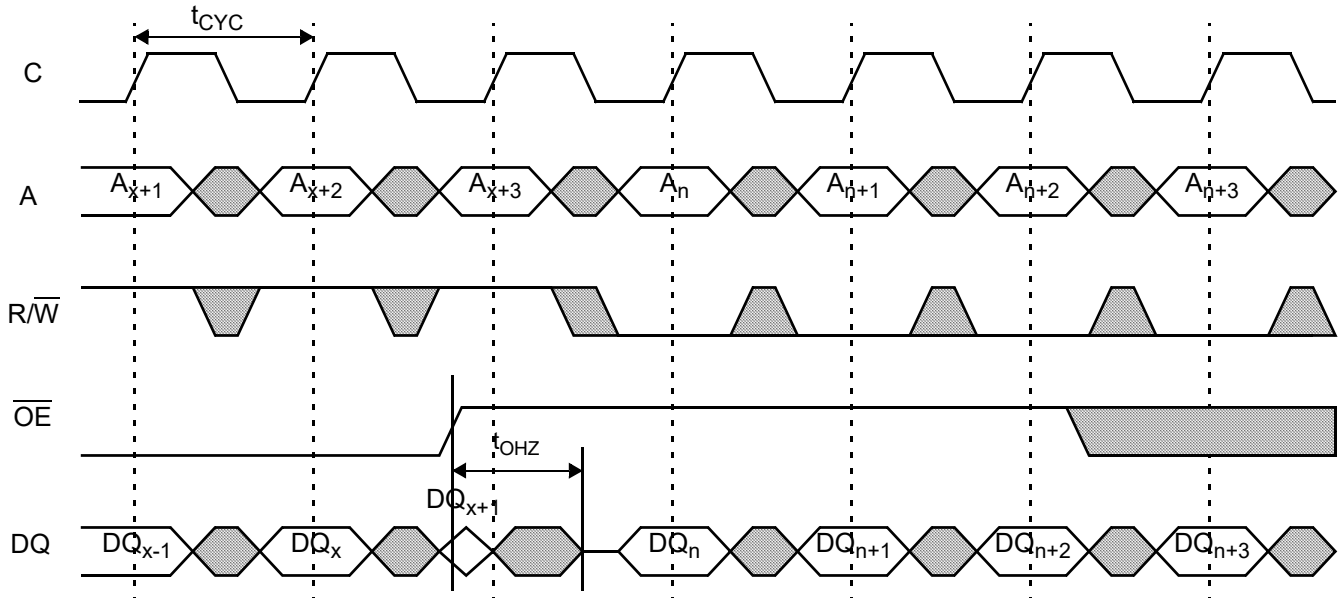 tCYC
C
A Ax+1 Ax+2 Ax+3 An An+1 An+2 An+3
R/W̅
O̅E̅
tOHZ
DQx+1
DQ DQx-1 DQx DQn DQn+1 DQn+2 DQn+3